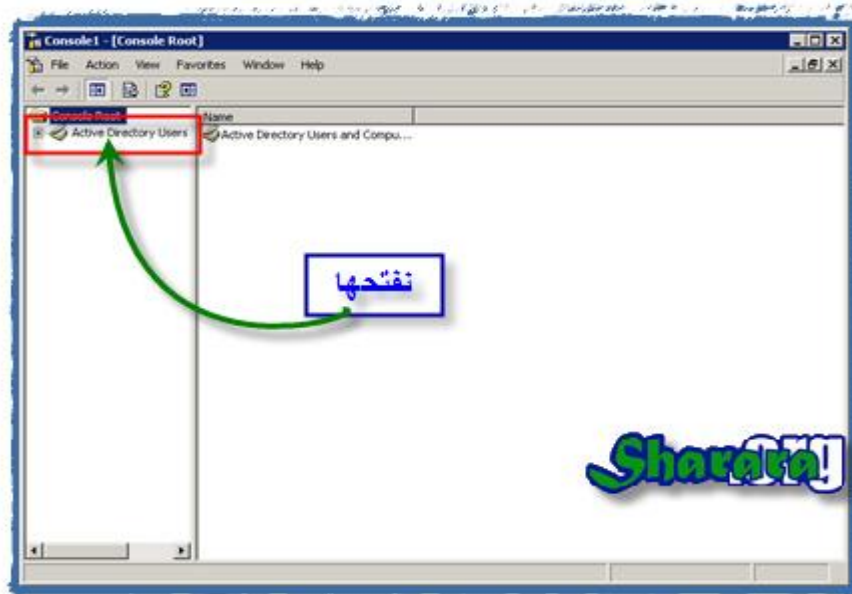 Console1 - [Console Root]
File Action View Favorites Window Help
Console Root
Name
Active Directory Users
Active Directory Users and Compu...
نفتحها
Sharara.org